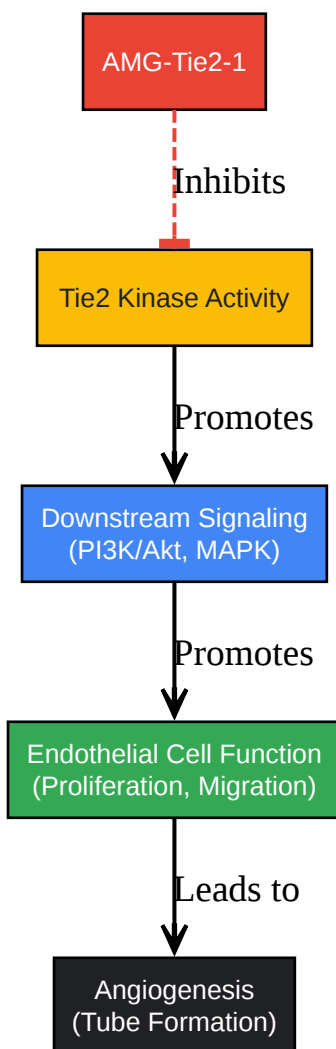 AMG-Tie2-1
Inhibits
Tie2 Kinase Activity
Promotes
Downstream Signaling
(PI3K/Akt, MAPK)
Promotes
Endothelial Cell Function
(Proliferation, Migration)
Leads to
Angiogenesis
(Tube Formation)